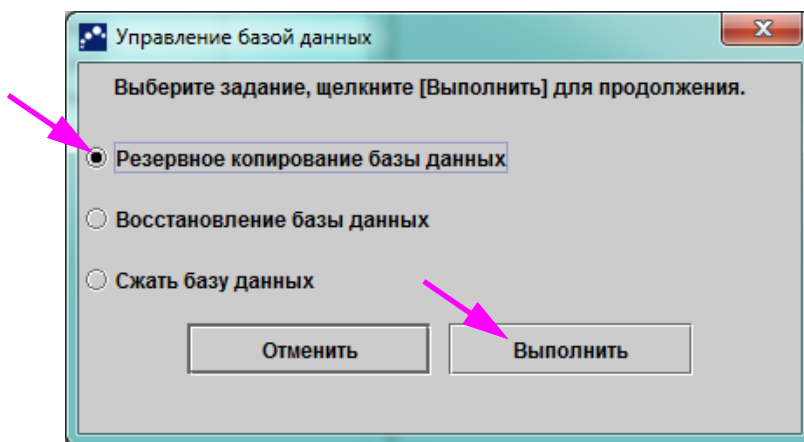 Управление базой данных
Выберите задание, щелкните [Выполнить] для продолжения.
Резервное копирование базы данных
Восстановление базы данных
Сжать базу данных
Отменить
Выполнить